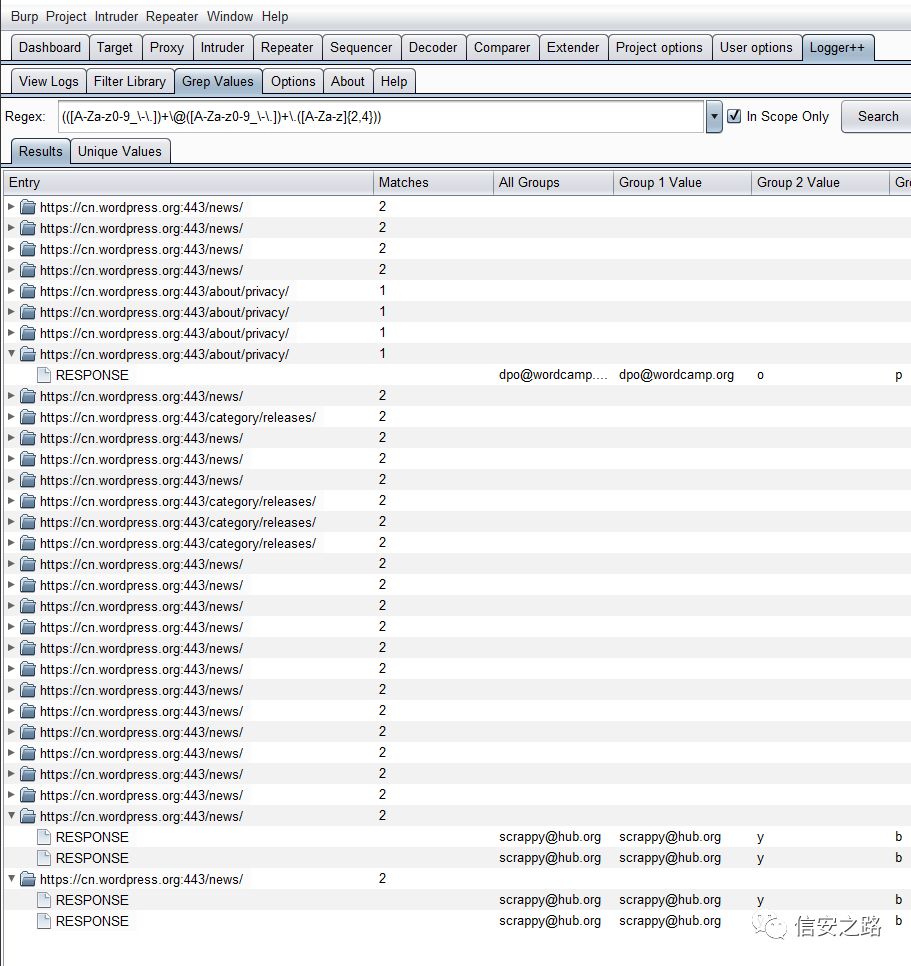 Burp Project Intruder Repeater Window Help
Dashboard Target Proxy Intruder Repeater Sequencer Decoder Comparer Extender Project options User options Logger++
View Logs Filter Library Grep Values Options About Help
Regex: (([A-Za-z0-9_\-\.])+\@([A-Za-z0-9_\-\.])+\.([A-Za-z]{2,4})) In Scope Only Search
Results Unique Values
Entry Matches All Groups Group 1 Value Group 2 Value Gr
https://cn.wordpress.org:443/news/ 2
https://cn.wordpress.org:443/news/ 2
https://cn.wordpress.org:443/news/ 2
https://cn.wordpress.org:443/news/ 2
https://cn.wordpress.org:443/about/privacy/ 1
https://cn.wordpress.org:443/about/privacy/ 1
https://cn.wordpress.org:443/about/privacy/ 1
https://cn.wordpress.org:443/about/privacy/ 1
RESPONSE dpo@wordcamp.... dpo@wordcamp.org o p
https://cn.wordpress.org:443/news/ 2
https://cn.wordpress.org:443/category/releases/ 2
https://cn.wordpress.org:443/news/ 2
https://cn.wordpress.org:443/news/ 2
https://cn.wordpress.org:443/news/ 2
https://cn.wordpress.org:443/category/releases/ 2
https://cn.wordpress.org:443/category/releases/ 2
https://cn.wordpress.org:443/category/releases/ 2
https://cn.wordpress.org:443/news/ 2
https://cn.wordpress.org:443/news/ 2
https://cn.wordpress.org:443/news/ 2
https://cn.wordpress.org:443/news/ 2
https://cn.wordpress.org:443/news/ 2
https://cn.wordpress.org:443/news/ 2
https://cn.wordpress.org:443/news/ 2
https://cn.wordpress.org:443/news/ 2
https://cn.wordpress.org:443/news/ 2
https://cn.wordpress.org:443/news/ 2
https://cn.wordpress.org:443/news/ 2
https://cn.wordpress.org:443/news/ 2
https://cn.wordpress.org:443/news/ 2
RESPONSE scrappy@hub.org scrappy@hub.org y b
RESPONSE scrappy@hub.org scrappy@hub.org y b
https://cn.wordpress.org:443/news/ 2
RESPONSE scrappy@hub.org scrappy@hub.org y b
RESPONSE scrappy@hub.org scrappy@hub.org y b
信安之路